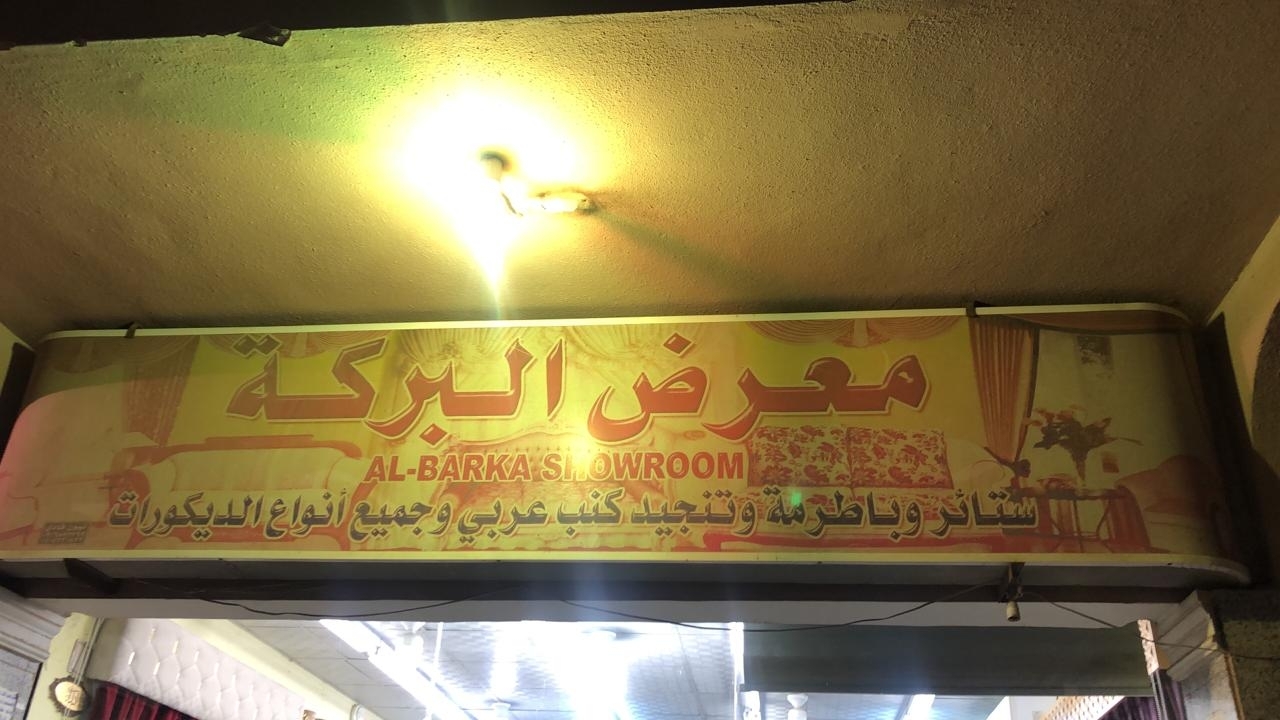 معرض البركة
AL-BARKA SHOWROOM
ستائر وباطرمة وتنجيد كنب عربي وجميع أنواع الديكورات